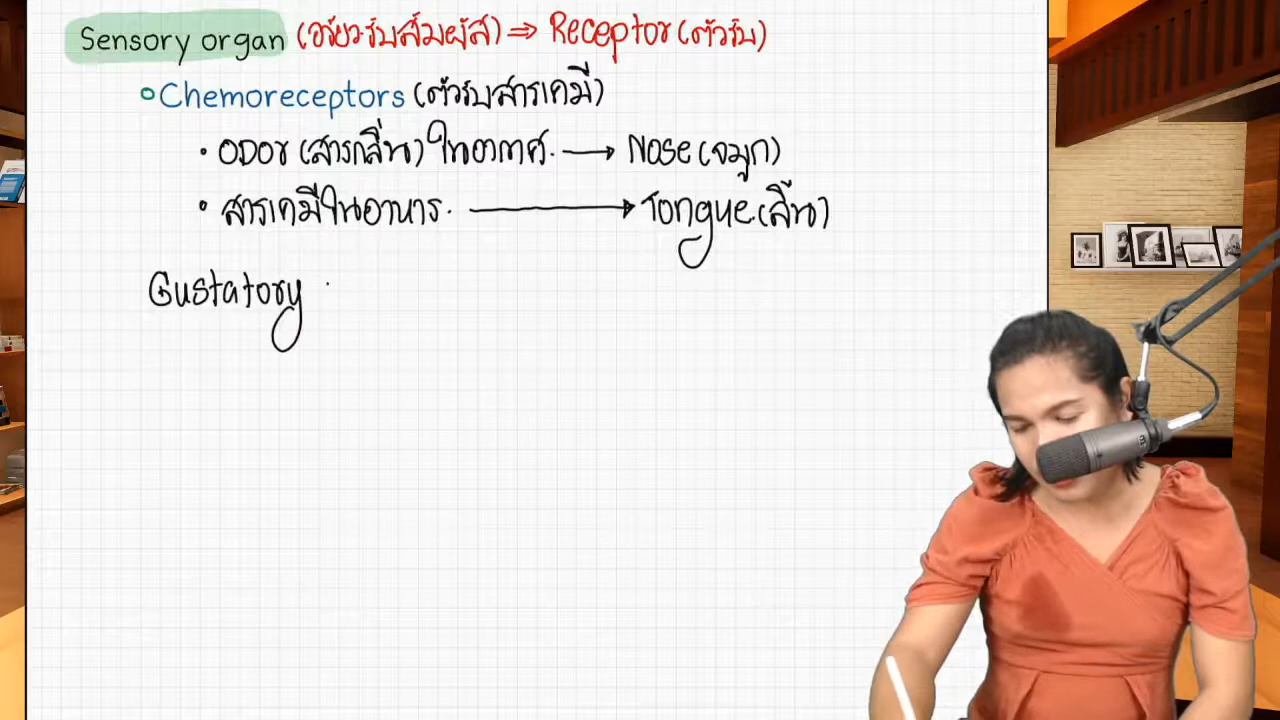 Sensory organ (อวัยวะรับสัมผัส) ⇒ Receptor (ตัวรับ)
Chemoreceptors (ตัวรับสารเคมี)
• ODOR (สารกลิ่น) ในอากาศ → Nose (จมูก)
• สารเคมีในอาหาร → Tongue (ลิ้น)
Gustatory